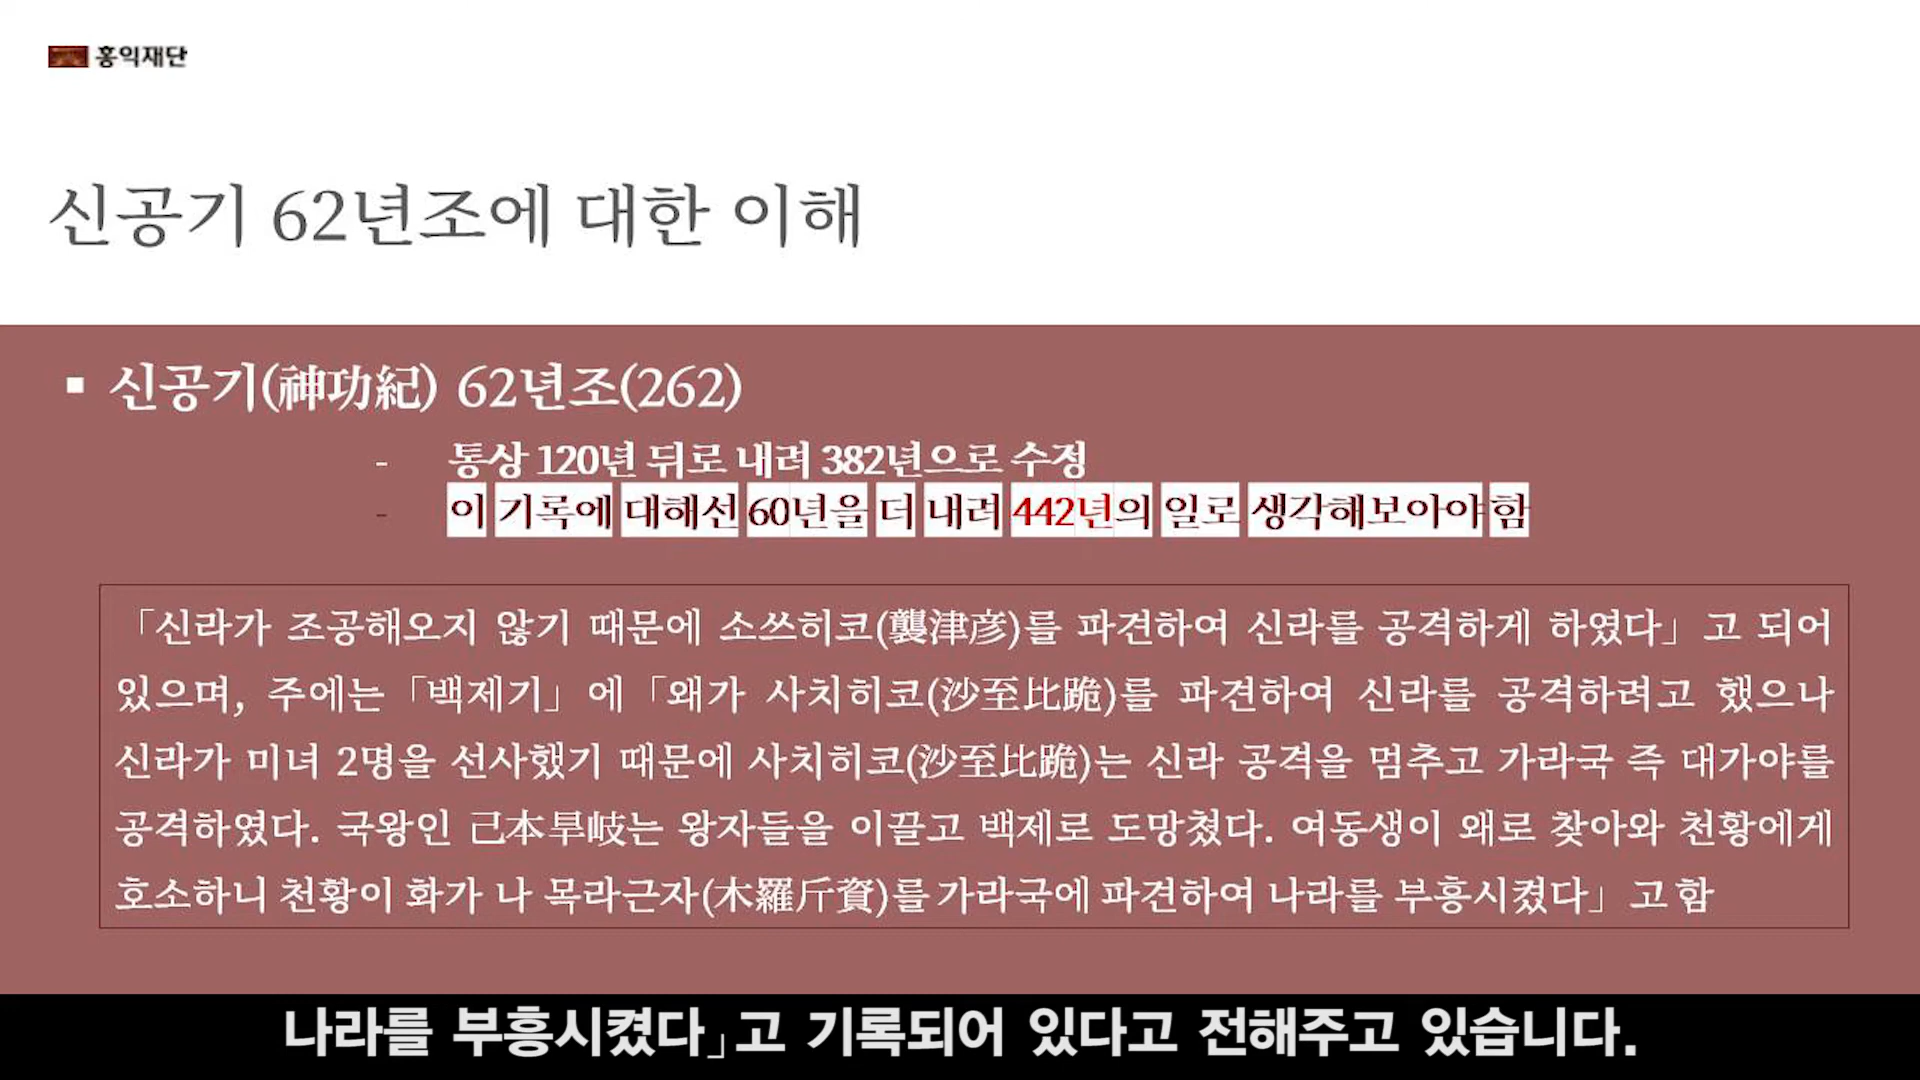 홍익재단
신공기 62년조에 대한 이해
▪ 신공기(神功紀) 62년조(262)
- 통상 120년 뒤로 내려 382년으로 수정
- 이 기록에 대해선 60년을 더 내려 442년의 일로 생각해보아야 함
「신라가 조공해오지 않기 때문에 소쓰히코(襲津彦)를 파견하여 신라를 공격하게 하였다」고 되어
있으며, 주에는「백제기」에「왜가 사치히코(沙至比跪)를 파견하여 신라를 공격하려고 했으나
신라가 미녀 2명을 선사했기 때문에 사치히코(沙至比跪)는 신라 공격을 멈추고 가라국 즉 대가야를
공격하였다. 국왕인 己本旱岐는 왕자들을 이끌고 백제로 도망쳤다. 여동생이 왜로 찾아와 천황에게
호소하니 천황이 화가 나 목라근자(木羅斤資)를 가라국에 파견하여 나라를 부흥시켰다」고 함
나라를 부흥시켰다」고 기록되어 있다고 전해주고 있습니다.